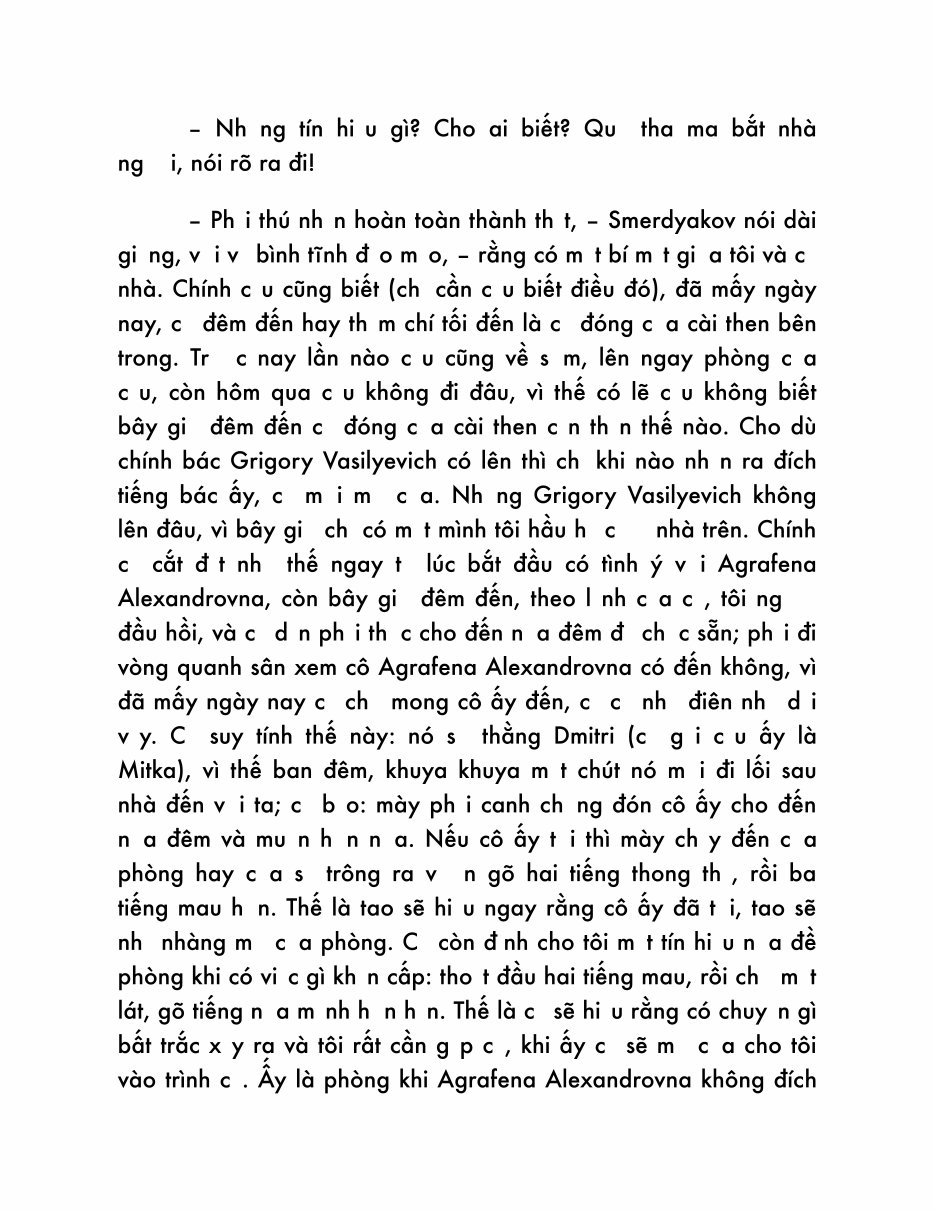 – Nh ng tín hi u gì? Cho ai biết? Qu tha ma bắt nhà
ng i, nói rõ ra đi!
– Ph i thú nh n hoàn toàn thành th t, – Smerdyakov nói dài
gi ng, v i v bình tĩnh đ o m o, – rằng có m t bí m t gi a tôi và c
nhà. Chính c u cũng biết (ch cần c u biết điều đó), đã mấy ngày
nay, c đêm đến hay th m chí tối đến là c đóng c a cài then bên
trong. Tr c nay lần nào c u cũng về s m, lên ngay phòng c a
c u, còn hôm qua c u không đi đâu, vì thế có lẽ c u không biết
bây gi đêm đến c đóng c a cài then c n th n thế nào. Cho dù
chính bác Grigory Vasilyevich có lên thì ch khi nào nh n ra đích
tiếng bác ấy, c m i m c a. Nh ng Grigory Vasilyevich không
lên đâu, vì bây gi ch có m t mình tôi hầu h c nhà trên. Chính
c cắt đ t nh thế ngay t lúc bắt đầu có tình ý v i Agrafena
Alexandrovna, còn bây gi đêm đến, theo l nh c a c , tôi ng
đầu hồi, và c d n ph i th c cho đến n a đêm đ ch c sẵn; ph i đi
vòng quanh sân xem cô Agrafena Alexandrovna có đến không, vì
đã mấy ngày nay c ch mong cô ấy đến, c c nh điên nh d i
v y. C suy tính thế này: nó s thằng Dmitri (c g i c u ấy là
Mitka), vì thế ban đêm, khuya khuya m t chút nó m i đi lối sau
nhà đến v i ta; c b o: mày ph i canh ch ng đón cô ấy cho đến
n a đêm và mu n h n n a. Nếu cô ấy t i thì mày ch y đến c a
phòng hay c a s trông ra v n gõ hai tiếng thong th , rồi ba
tiếng mau h n. Thế là tao sẽ hi u ngay rằng cô ấy đã t i, tao sẽ
nh nhàng m c a phòng. C còn đ nh cho tôi m t tín hi u n a đề
phòng khi có vi c gì kh n cấp: tho t đầu hai tiếng mau, rồi ch m t
lát, gõ tiếng n a m nh h n h n. Thế là c sẽ hi u rằng có chuy n gì
bất trắc x y ra và tôi rất cần g p c , khi ấy c sẽ m c a cho tôi
vào trình c . Ấy là phòng khi Agrafena Alexandrovna không đích